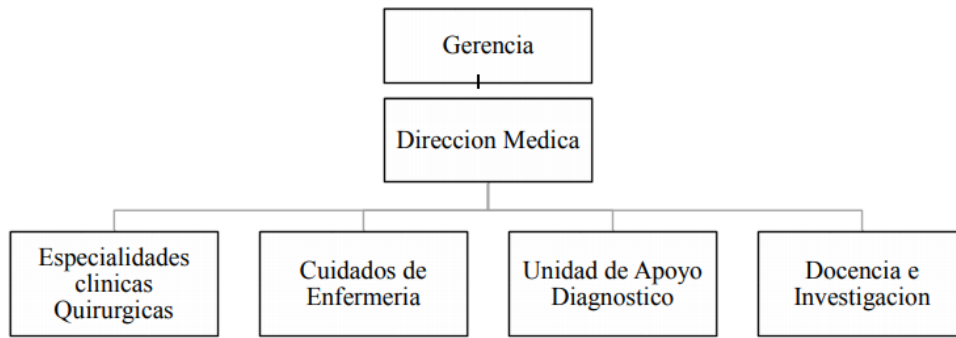 Gerencia
Direccion Medica
Especialidades
clinicas
Quirurgicas
Cuidados de
Enfermeria
Unidad de Apoyo
Diagnostico
Docencia e
Investigacion